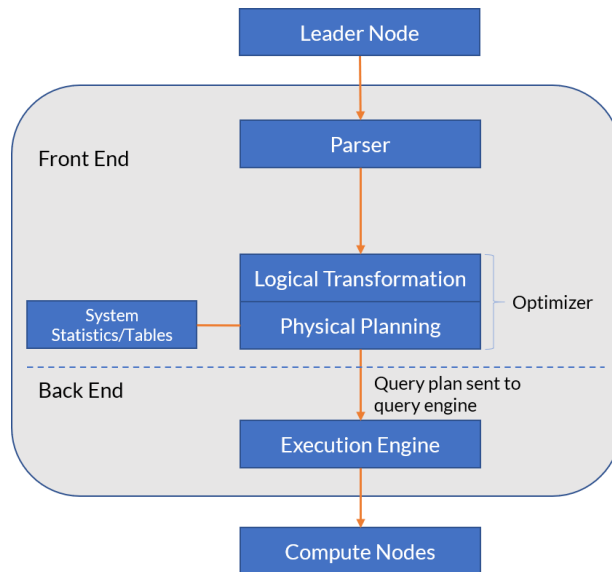 Leader Node
Front End
Parser
Logical Transformation
Optimizer
System
Statistics/Tables
Physical Planning
Back End
Query plan sent to
query engine
Execution Engine
Compute Nodes